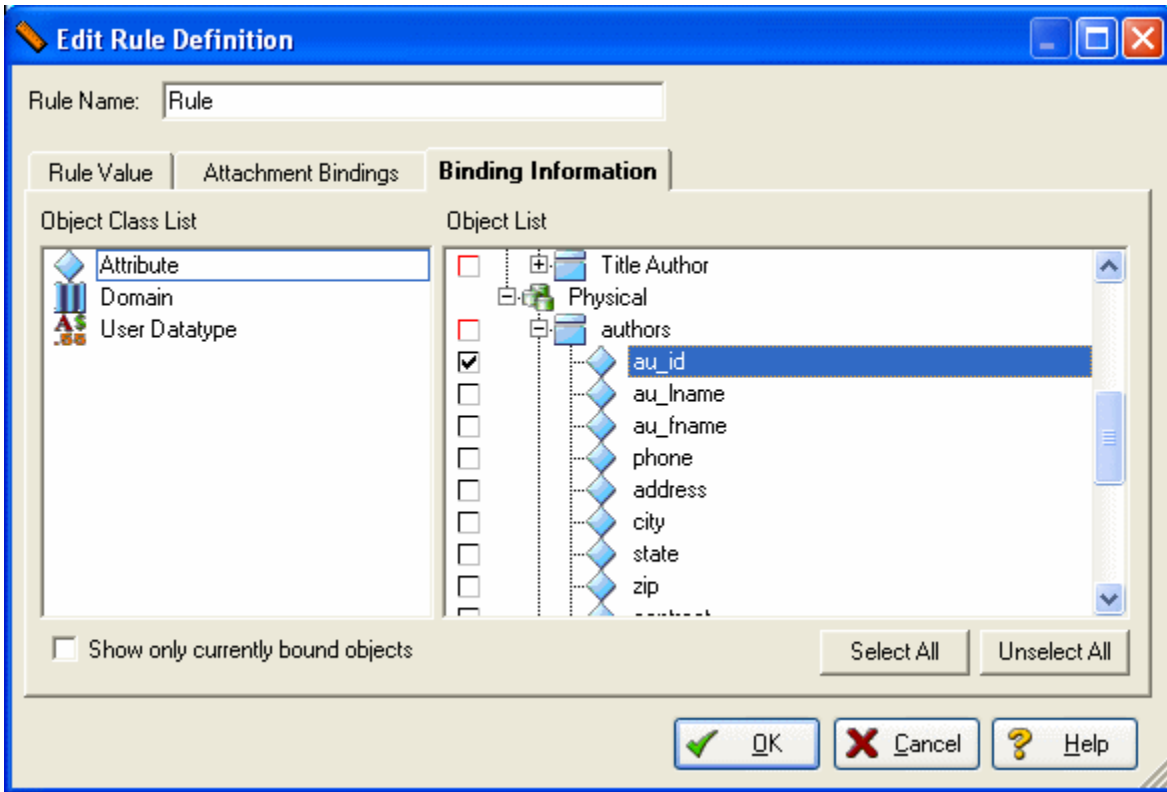 Edit Rule Definition
Rule Name: Rule
Rule Value Attachment Bindings Binding Information
Object Class List Object List
Attribute
Domain
User Datatype
Title Author
Physical
authors
au_id
au_lname
au_fname
phone
address
city
state
zip
Show only currently bound objects
Select All Unselect All
OK Cancel Help